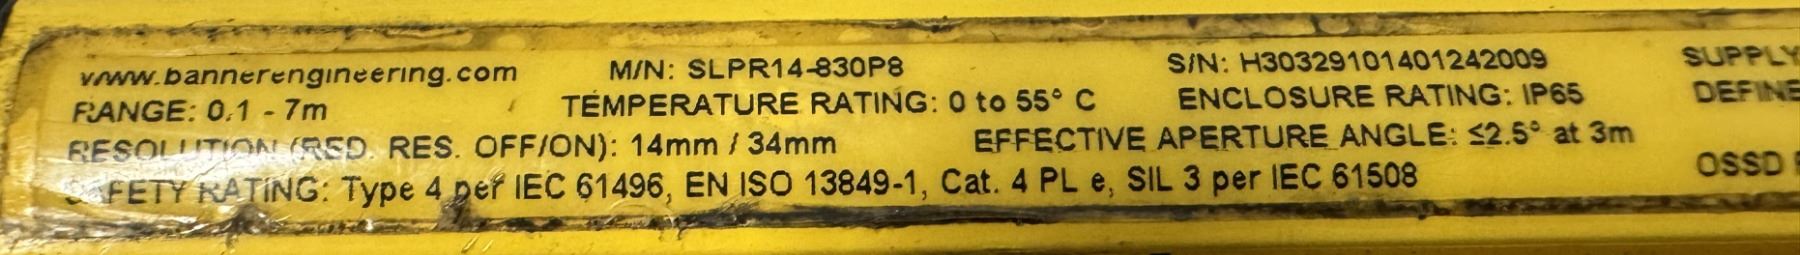 www.bannerengineering.com M/N: SLPR14-830P8 S/N: H30329101401242009 SUPPLY
RANGE: 0.1 - 7m TEMPERATURE RATING: 0 to 55° C ENCLOSURE RATING: IP65 DEFINE
RESOLUTION (RED. RES. OFF/ON): 14mm / 34mm EFFECTIVE APERTURE ANGLE: ≤2.5° at 3m
SAFETY RATING: Type 4 per IEC 61496, EN ISO 13849-1, Cat. 4 PL e, SIL 3 per IEC 61508 OSSD